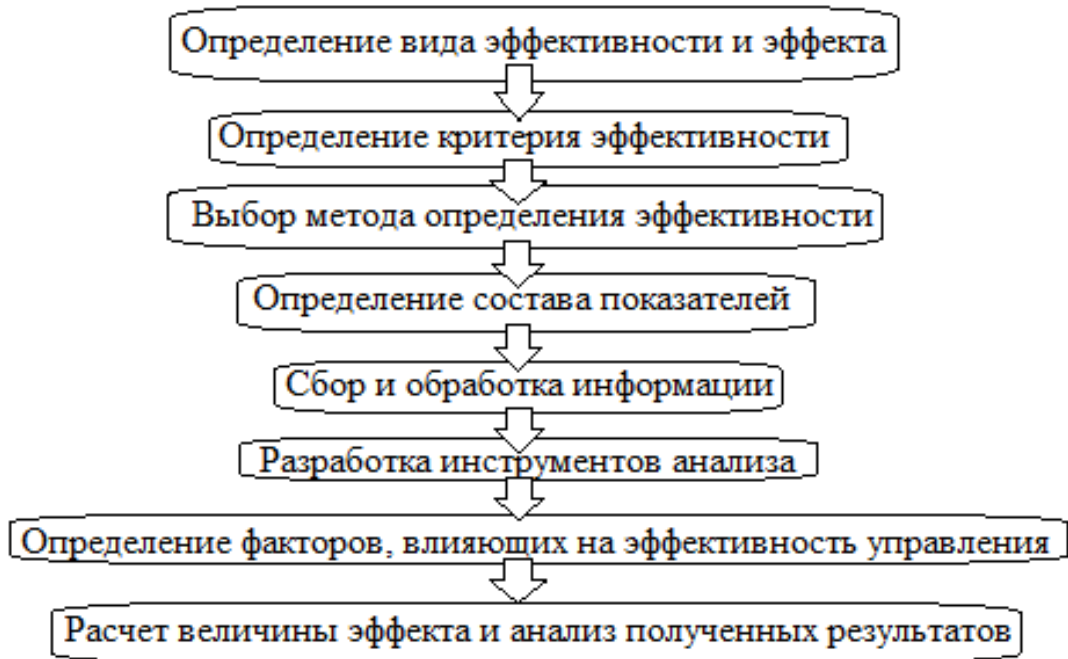 Определение вида эффективности и эффекта
Определение критерия эффективности
Выбор метода определения эффективности
Определение состава показателей
Сбор и обработка информации
Разработка инструментов анализа
Определение факторов, влияющих на эффективность управления
Расчет величины эффекта и анализ полученных результатов